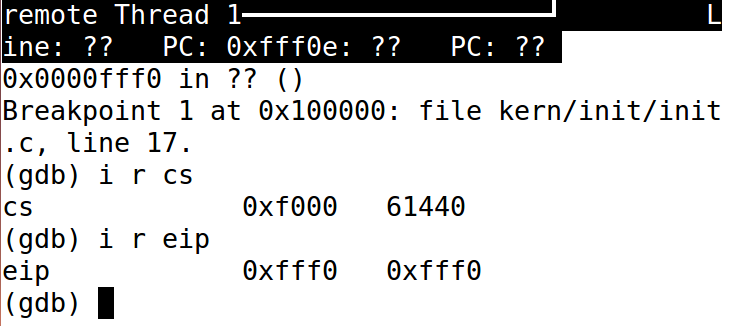 remote Thread 1 L
ine: ?? PC: 0xfff0e: ?? PC: ??
0x0000fff0 in ?? ()
Breakpoint 1 at 0x100000: file kern/init/init
.c, line 17.
(gdb) i r cs
cs 0xf000 61440
(gdb) i r eip
eip 0xfff0 0xfff0
(gdb)